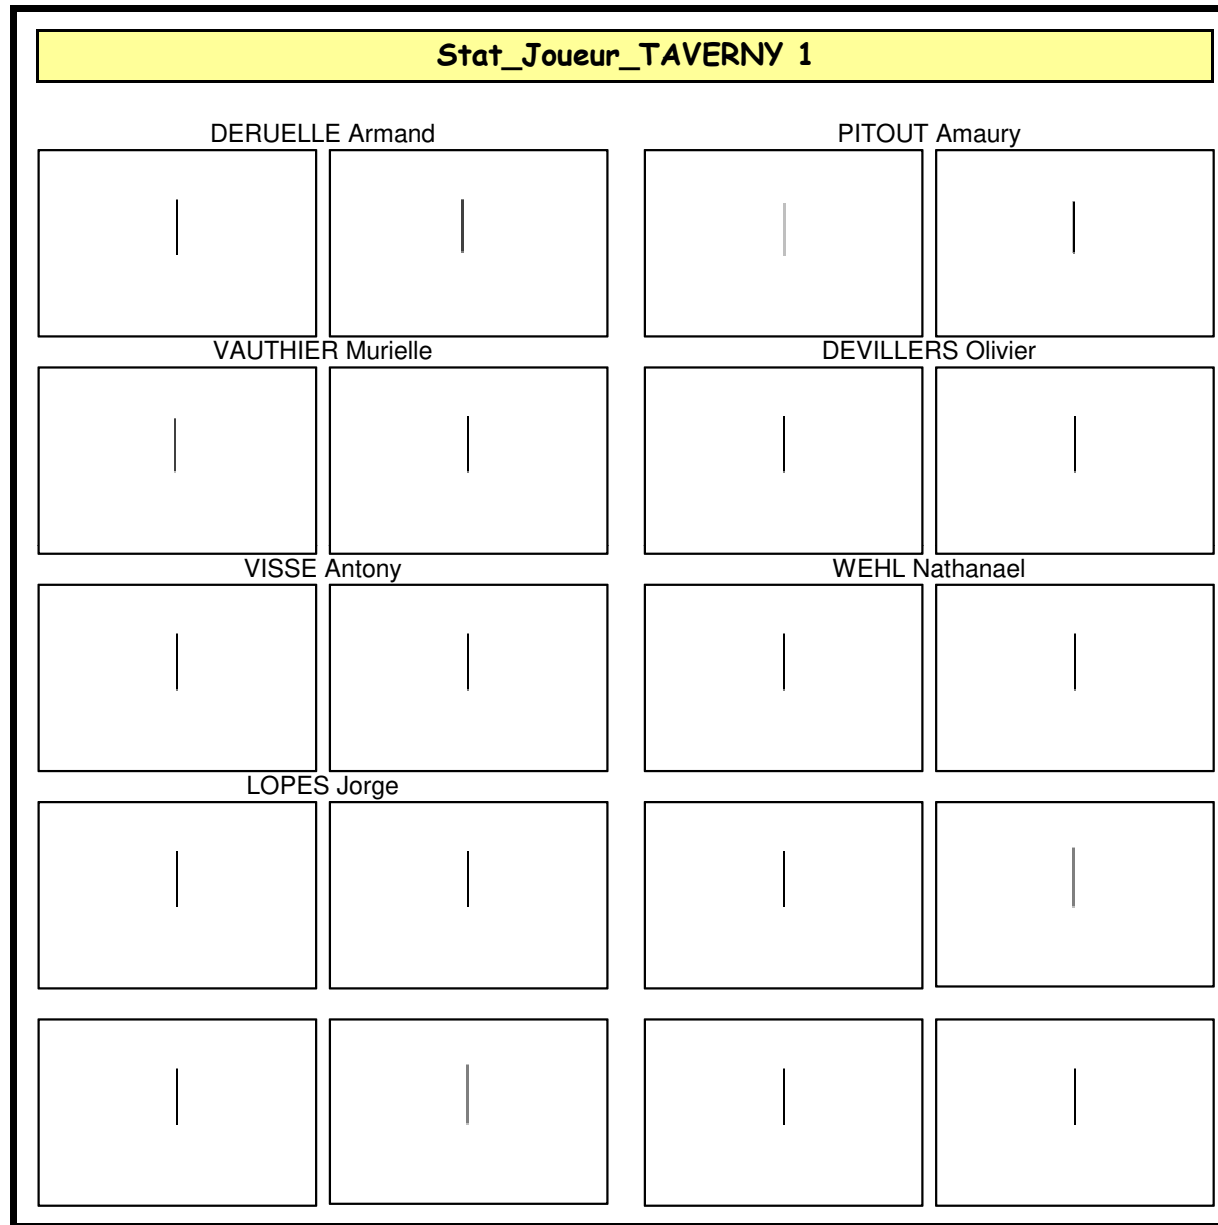 Stat_Joueur_TAVERNY 1
DERUELLE Armand
PITOUT Amaury
VAUTHIER Murielle
DEVILLERS Olivier
VISSE Antony
WEHL Nathanael
LOPES Jorge